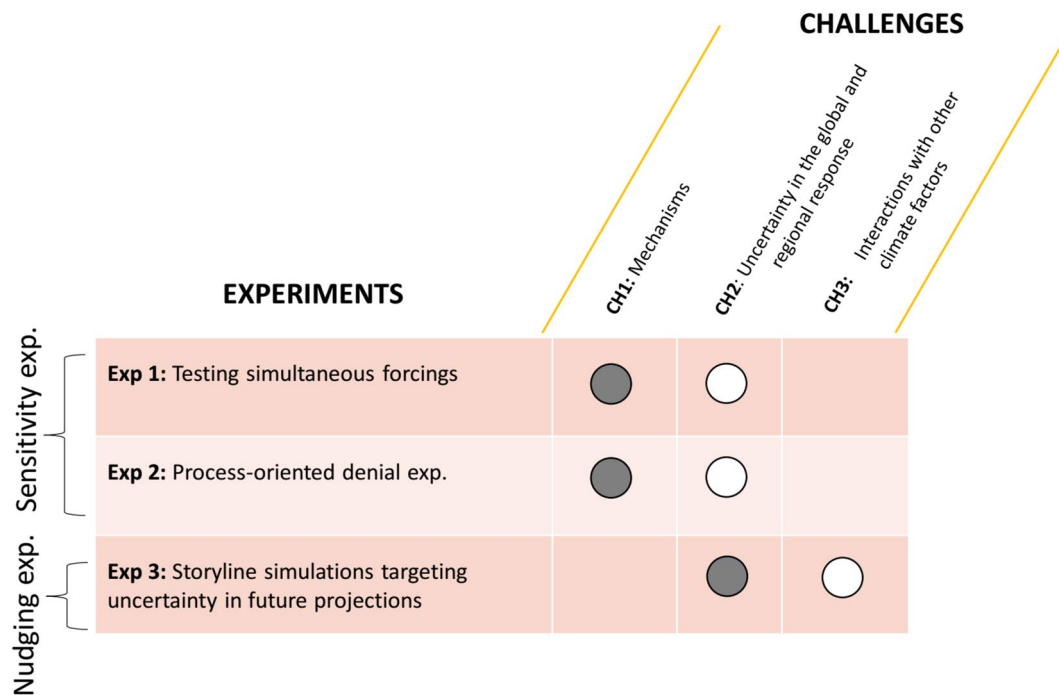 CHALLENGES
CH1: Mechanisms
CH2: Uncertainty in the global and
regional response
CH3: Interactions with other
climate factors
EXPERIMENTS
Sensitivity exp.
Exp 1: Testing simultaneous forcings
Exp 2: Process-oriented denial exp.
Nudging exp.
Exp 3: Storyline simulations targeting
uncertainty in future projections